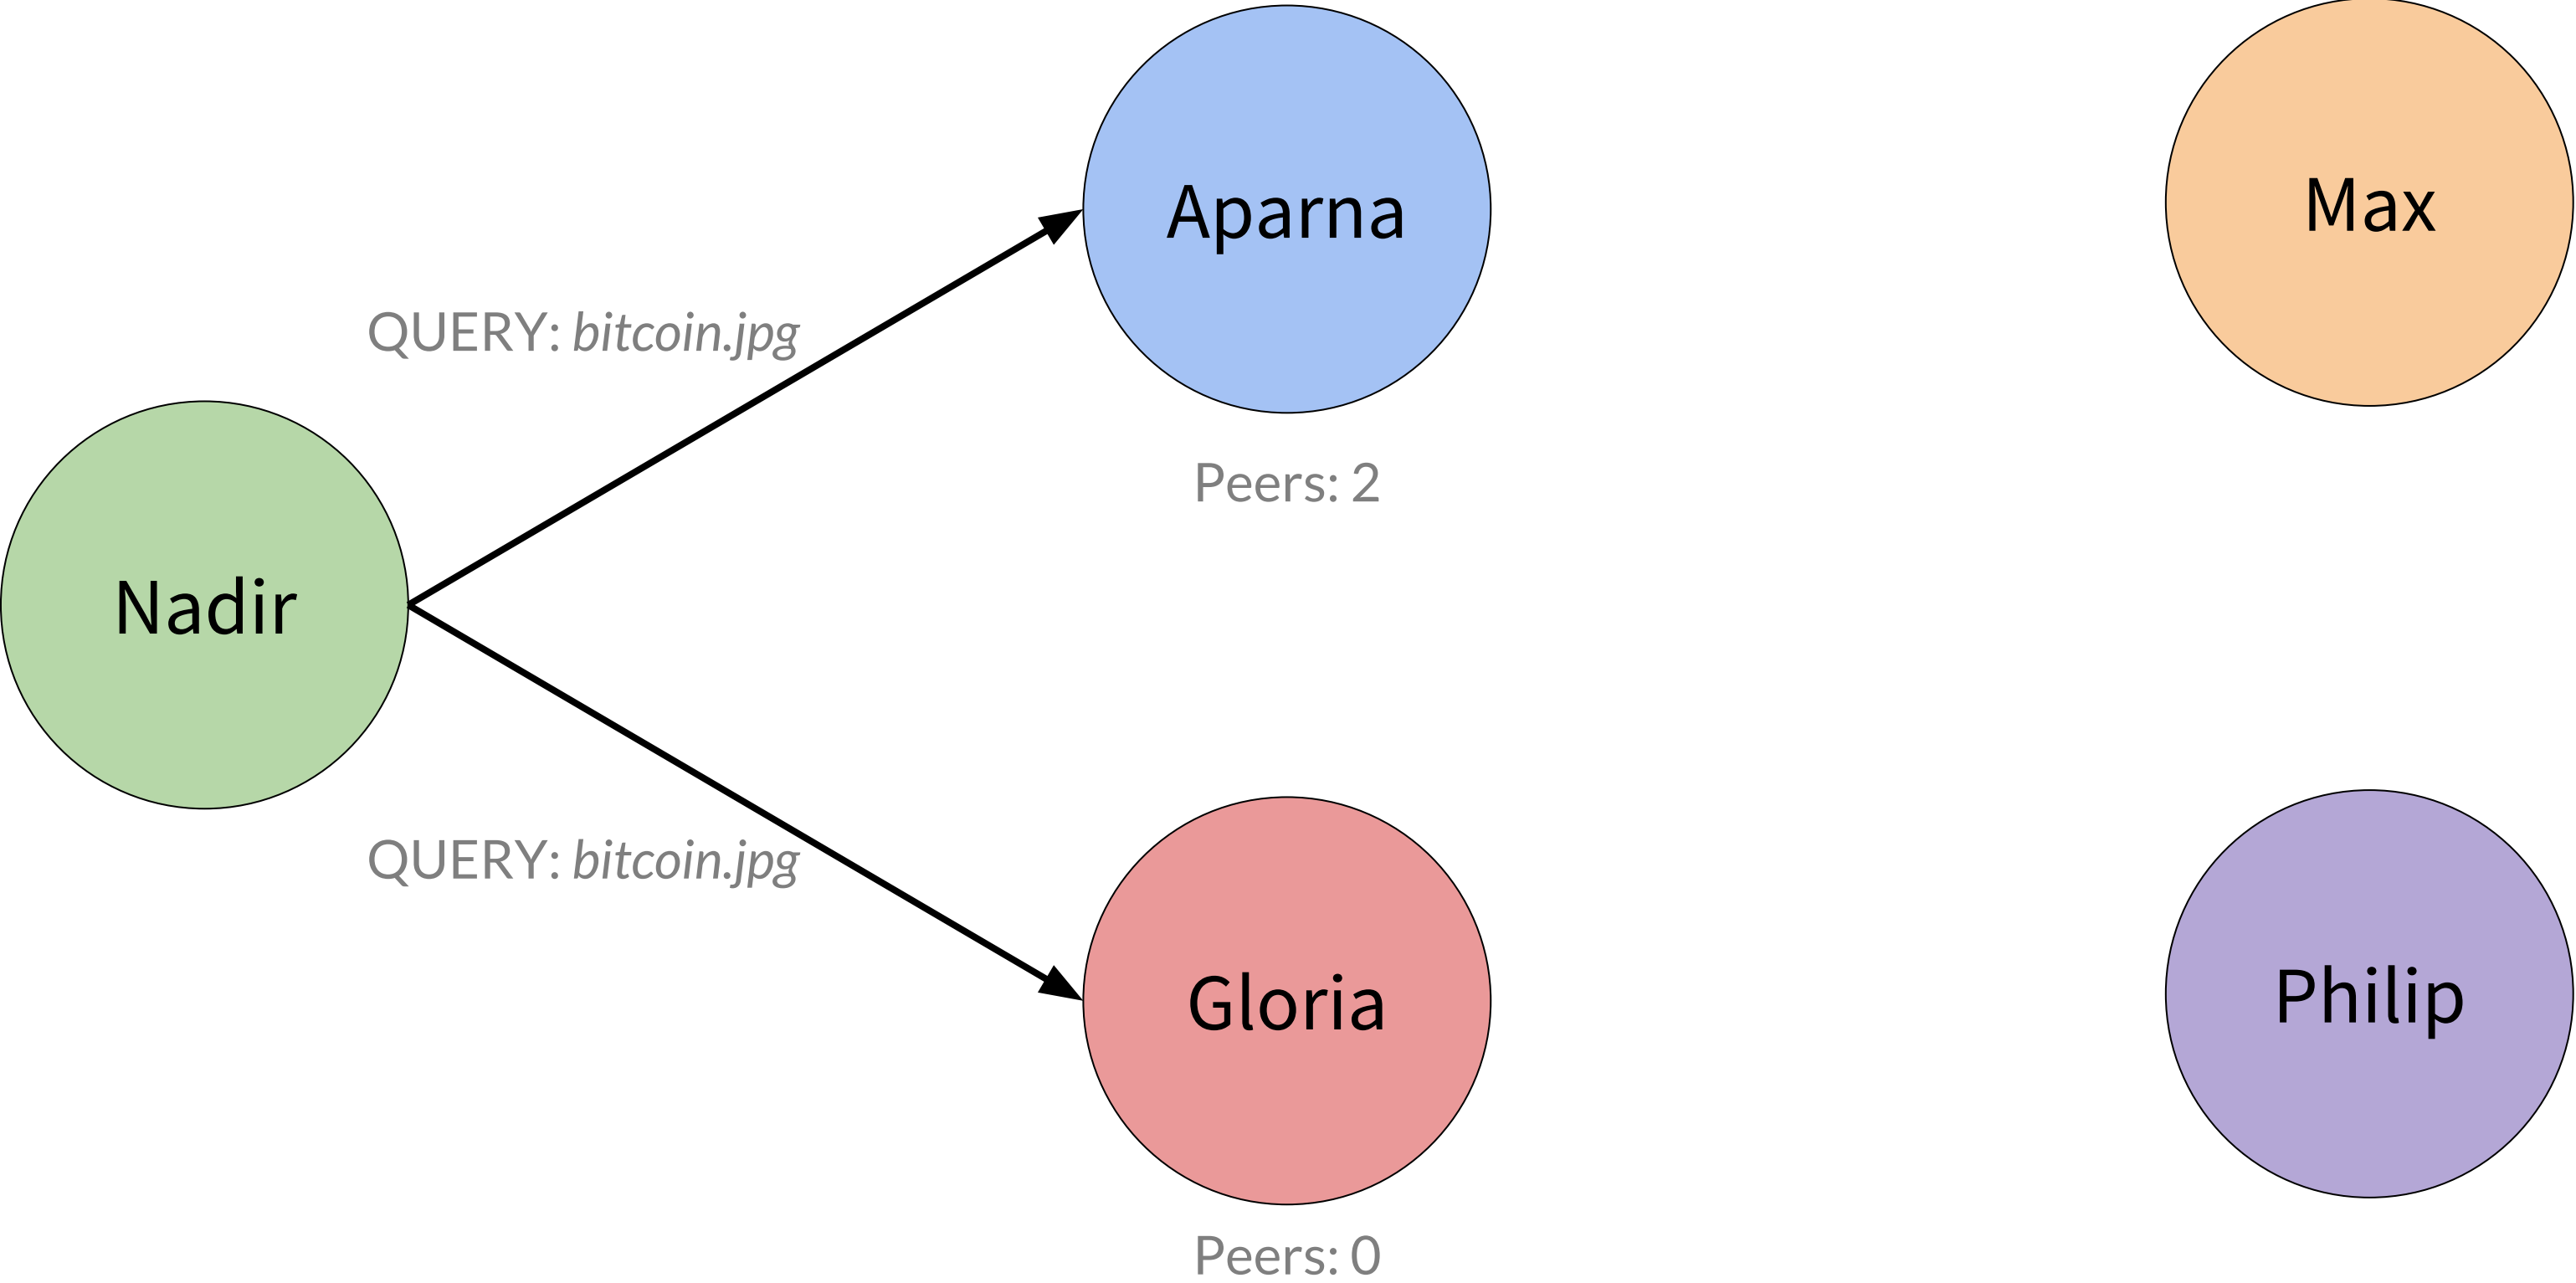 Aparna
Max
QUERY: bitcoin.jpg
Peers: 2
Nadir
QUERY: bitcoin.jpg
Gloria
Philip
Peers: 0